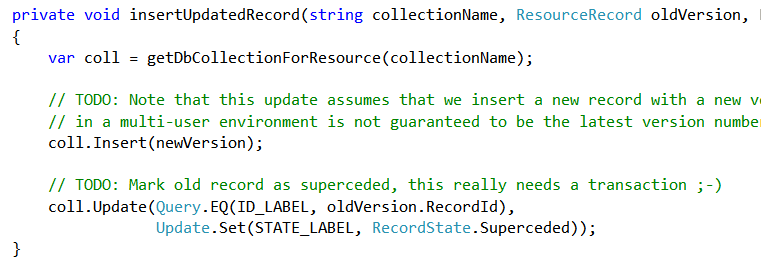 private void insertUpdatedRecord(string collectionName, ResourceRecord oldVersion,
{
var coll = getDbCollectionForResource(collectionName);
// TODO: Note that this update assumes that we insert a new record with a new v
// in a multi-user environment is not guaranteed to be the latest version number
coll.Insert(newVersion);
// TODO: Mark old record as superceded, this really needs a transaction ;-)
coll.Update(Query.EQ(ID_LABEL, oldVersion.RecordId),
Update.Set(STATE_LABEL, RecordState.Superceded));
}